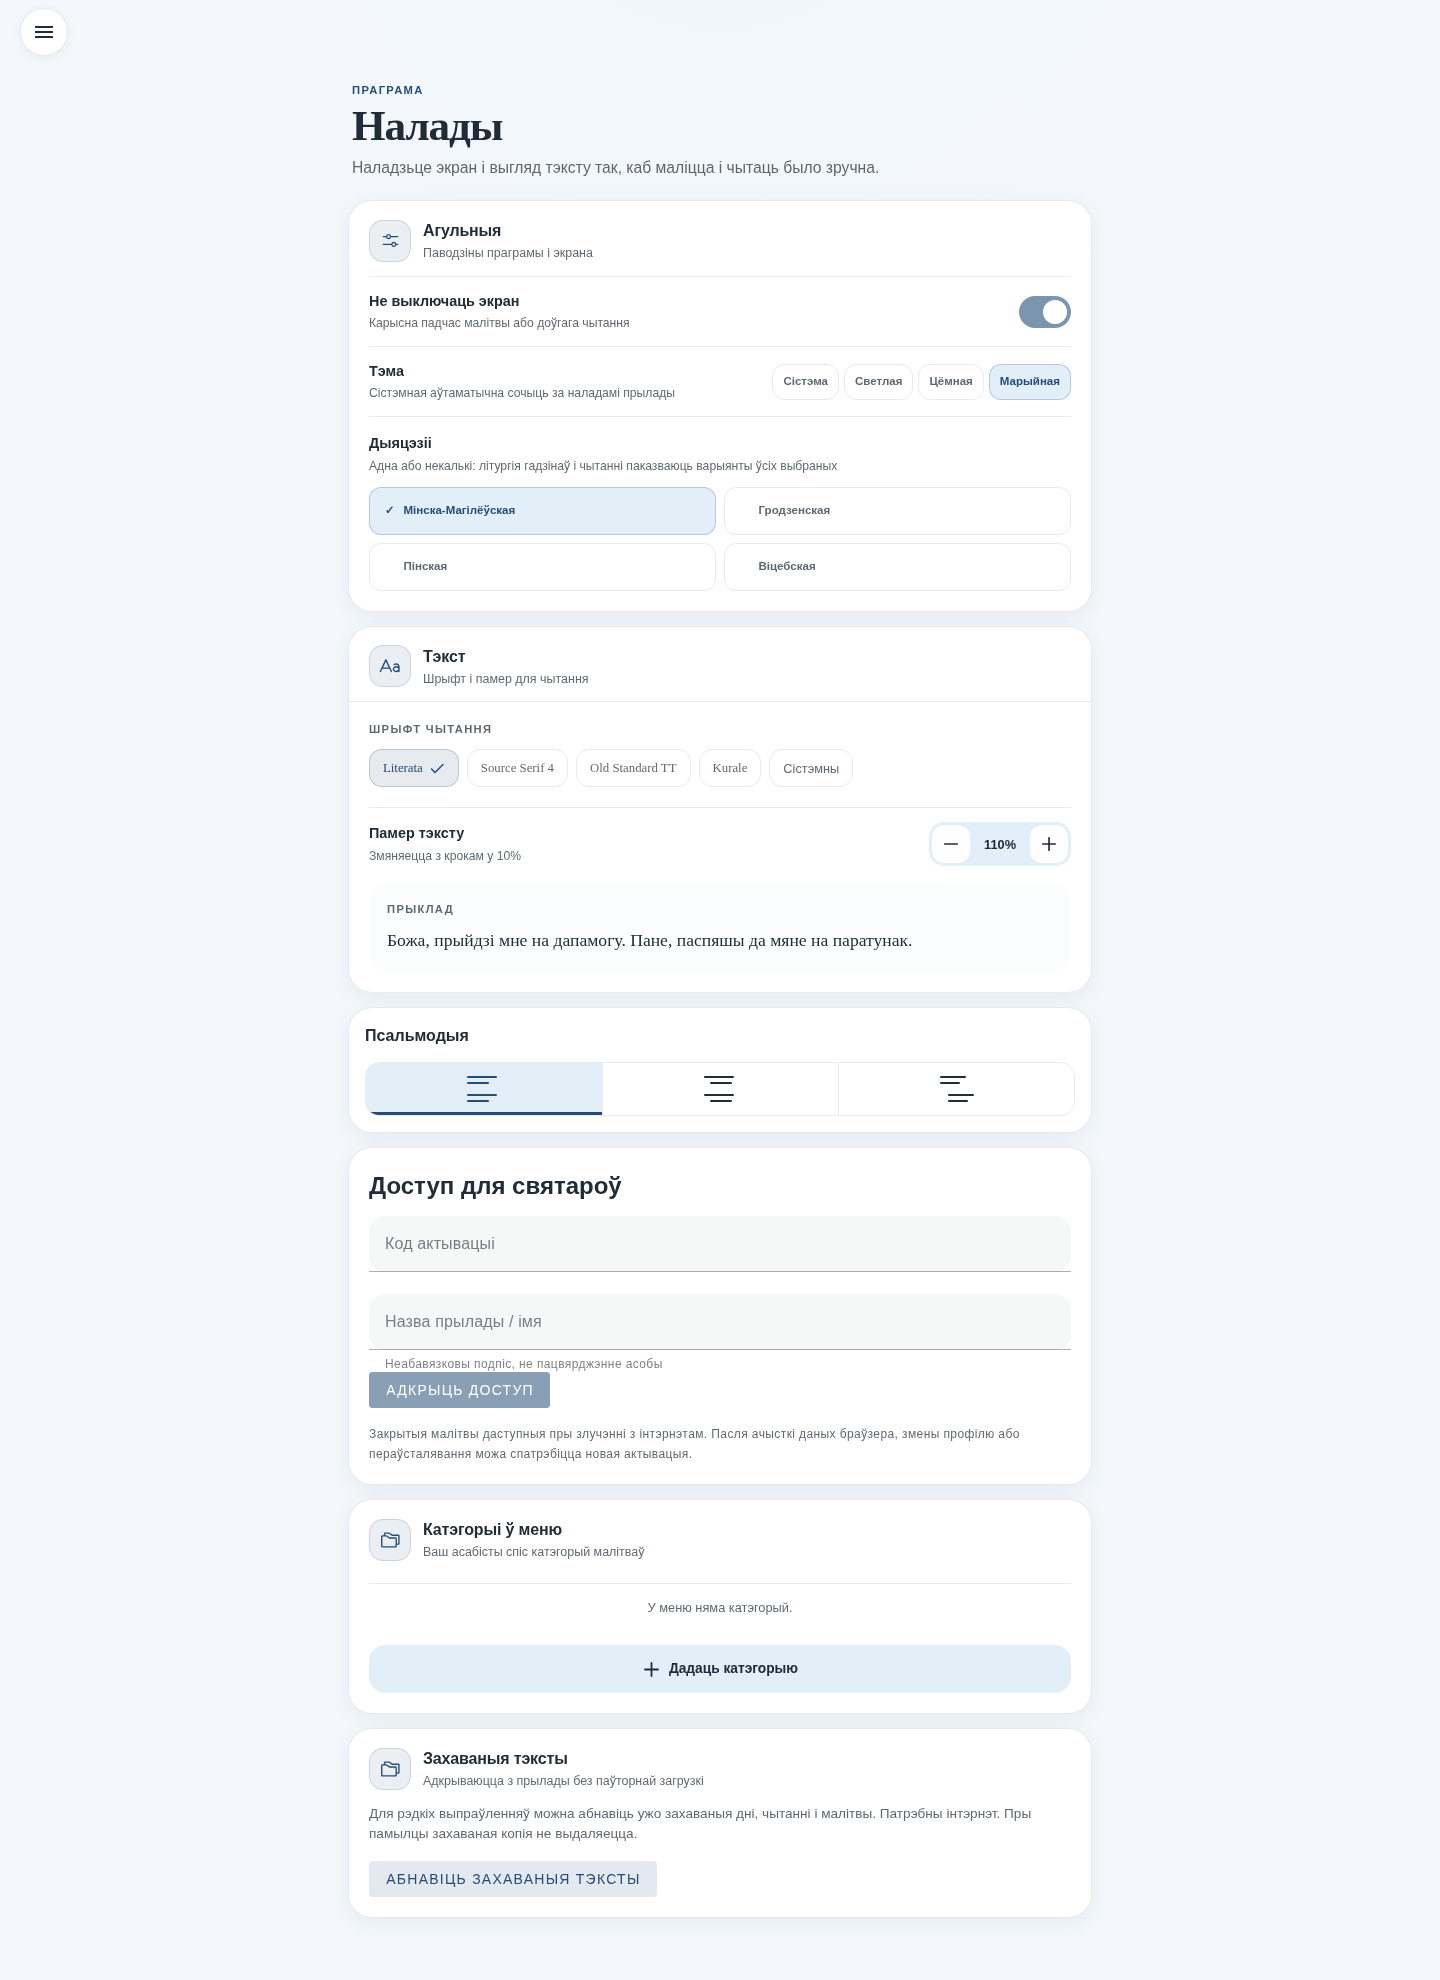 ПРАГРАМА
Налады
Наладзьце экран і выгляд тэксту так, каб маліцца і чытаць было зручна.
Агульныя
Паводзіны праграмы і экрана
Не выключаць экран
Карысна падчас малітвы або доўгага чытання
Тэма
Сістэмная аўтаматычна сочыць за наладамі прылады
Сістэма Светлая Цёмная Марыйная
Дыяцэзіі
Адна або некалькі: літургія гадзінаў і чытанні паказваюць варыянты ўсіх выбраных
✓ Мінска-Магілёўская Гродзенская
Пінская Віцебская
Тэкст
Шрыфт і памер для чытання
ШРЫФТ ЧЫТАННЯ
Literata Source Serif 4 Old Standard TT Kurale Сістэмны
Памер тэксту
Змяняецца з крокам у 10%
110%
ПРЫКЛАД
Божа, прыйдзі мне на дапамогу. Пане, паспяшы да мяне на паратунак.
Псальмодыя
Доступ для святароў
Код актывацыі
Назва прылады / імя
Неабавязковы подпіс, не пацвярджэнне асобы
АДКРЫЦЬ ДОСТУП
Закрытыя малітвы даступныя пры злучэнні з інтэрнэтам. Пасля ачысткі даных браўзера, змены профілю або
пераўсталявання можа спатрэбіцца новая актывацыя.
Катэгорыі ў меню
Ваш асабісты спіс катэгорый малітваў
У меню няма катэгорый.
Дадаць катэгорыю
Захаваныя тэксты
Адкрываюцца з прылады без паўторнай загрузкі
Для рэдкіх выпраўленняў можна абнавіць ужо захаваныя дні, чытанні і малітвы. Патрэбны інтэрнэт. Пры
памылцы захаваная копія не выдаляецца.
АБНАВІЦЬ ЗАХАВАНЫЯ ТЭКСТЫ